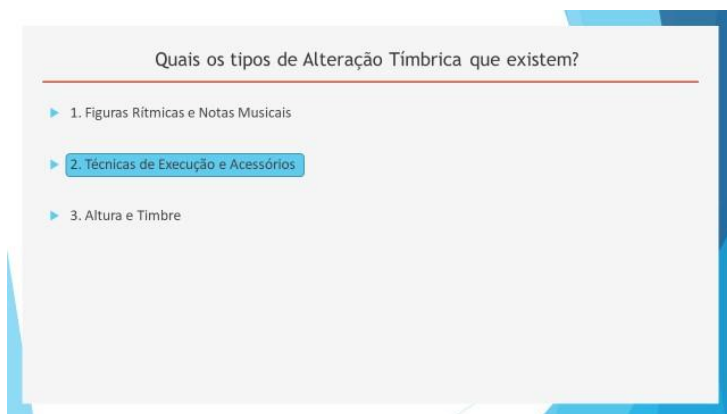 Quais os tipos de Alteração Tímbrica que existem?
1. Figuras Rítmicas e Notas Musicais
2. Técnicas de Execução e Acessórios
3. Altura e Timbre